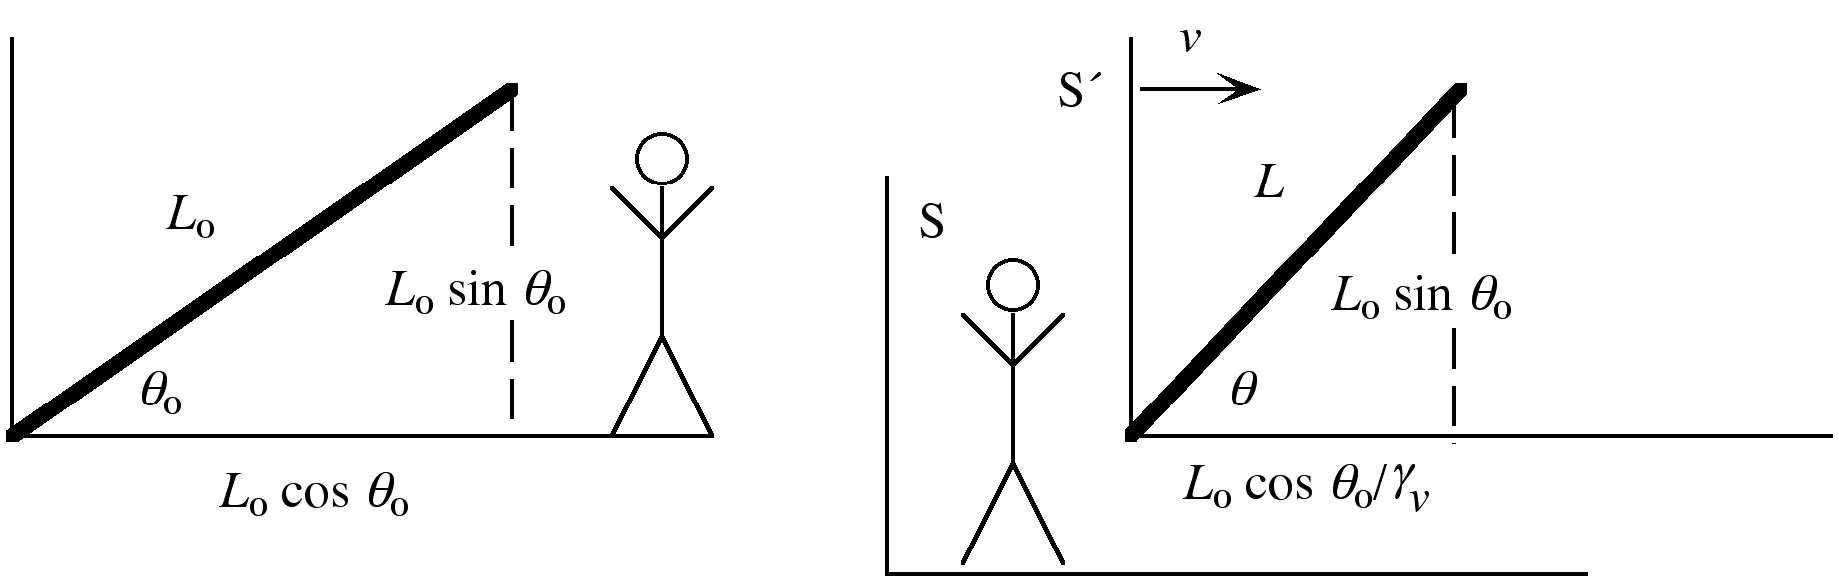 L₀
L₀ sin θ₀
θ₀
L₀ cos θ₀
v
S´
L
S
L₀ sin θ₀
θ
L₀ cos θ₀/γᵥ